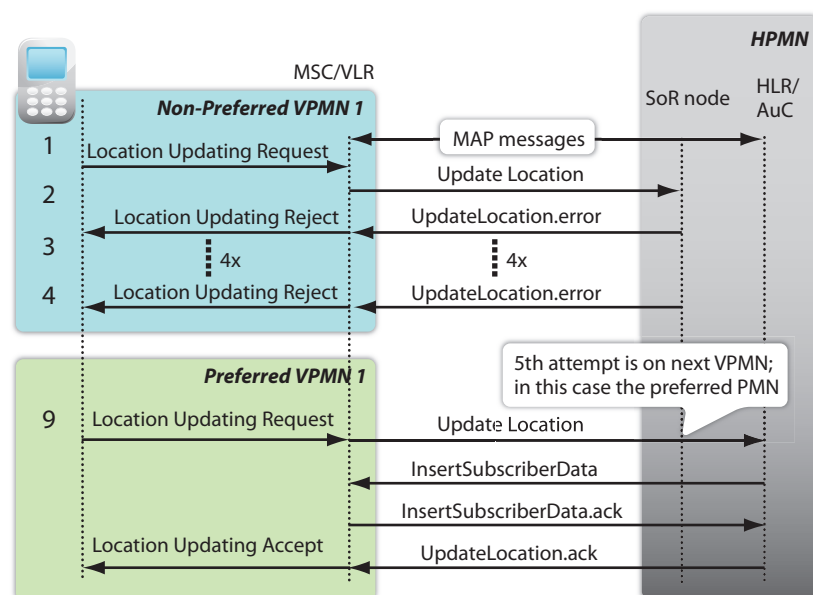 HPMN
MSC/VLR
SoR node
HLR/
AuC
Non-Preferred VPMN 1
1
MAP messages
Location Updating Request
Update Location
2
Location Updating Reject
UpdateLocation.error
3
4x
4x
4
Location Updating Reject
UpdateLocation.error
5th attempt is on next VPMN;
in this case the preferred PMN
Preferred VPMN 1
9
Location Updating Request
Update Location
InsertSubscriberData
InsertSubscriberData.ack
Location Updating Accept
UpdateLocation.ack